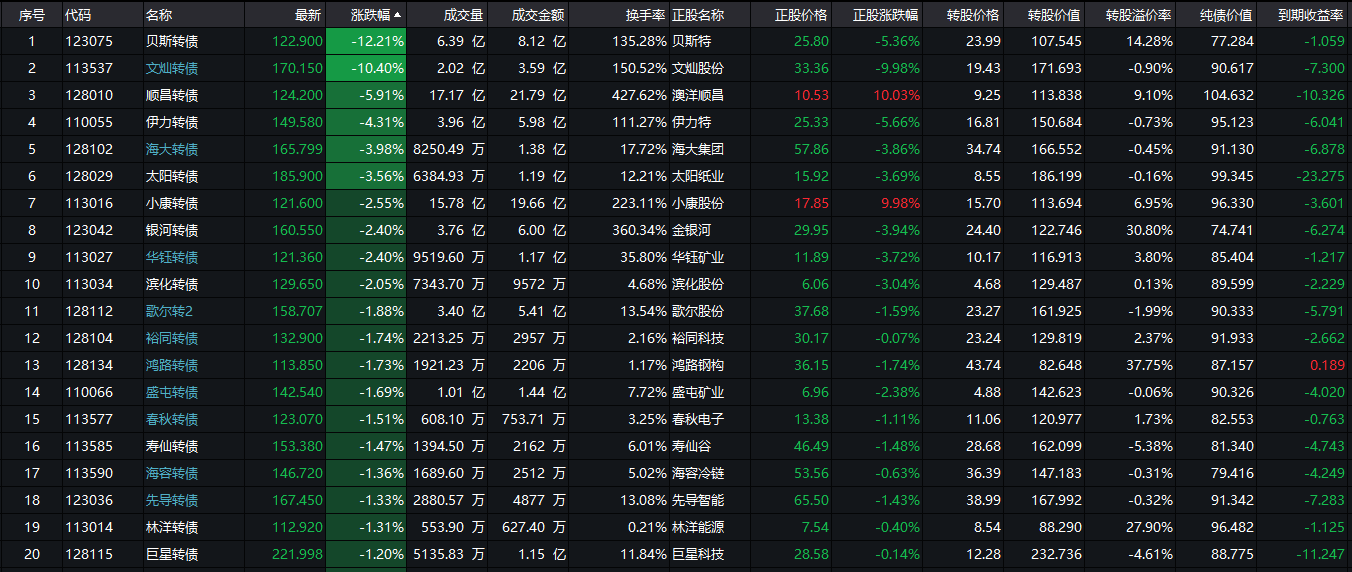 序号 代码 名称 最新 涨跌幅 成交量 成交金额 换手率 正股名称 正股价格 正股涨跌幅 转股价格 转股价值 转股溢价率 纯债价值 到期收益率
1 123075 贝斯转债 122.900 -12.21% 6.39 亿 8.12 亿 135.28% 贝斯特 25.80 -5.36% 23.99 107.545 14.28% 77.284 -1.059
2 113537 文灿转债 170.150 -10.40% 2.02 亿 3.59 亿 150.52% 文灿股份 33.36 -9.98% 19.43 171.693 -0.90% 90.617 -7.300
3 128010 顺昌转债 124.200 -5.91% 17.17 亿 21.79 亿 427.62% 澳洋顺昌 10.53 10.03% 9.25 113.838 9.10% 104.632 -10.326
4 110055 伊力转债 149.580 -4.31% 3.96 亿 5.98 亿 111.27% 伊力特 25.33 -5.66% 16.81 150.684 -0.73% 95.123 -6.041
5 128102 海大转债 165.799 -3.98% 8250.49 万 1.38 亿 17.72% 海大集团 57.86 -3.86% 34.74 166.552 -0.45% 91.130 -6.878
6 128029 太阳转债 185.900 -3.56% 6384.93 万 1.19 亿 12.21% 太阳纸业 15.92 -3.69% 8.55 186.199 -0.16% 99.345 -23.275
7 113016 小康转债 121.600 -2.55% 15.78 亿 19.66 亿 223.11% 小康股份 17.85 9.98% 15.70 113.694 6.95% 96.330 -3.601
8 123042 银河转债 160.550 -2.40% 3.76 亿 6.00 亿 360.34% 金银河 29.95 -3.94% 24.40 122.746 30.80% 74.741 -6.274
9 113027 华钰转债 121.360 -2.40% 9519.60 万 1.17 亿 35.80% 华钰矿业 11.89 -3.72% 10.17 116.913 3.80% 85.404 -1.217
10 113034 滨化转债 129.650 -2.05% 7343.70 万 9572 万 4.68% 滨化股份 6.06 -3.04% 4.68 129.487 0.13% 89.599 -2.229
11 128112 歌尔转2 158.707 -1.88% 3.40 亿 5.41 亿 13.54% 歌尔股份 37.68 -1.59% 23.27 161.925 -1.99% 90.333 -5.791
12 128104 裕同转债 132.900 -1.74% 2213.25 万 2957 万 2.16% 裕同科技 30.17 -0.07% 23.24 129.819 2.37% 91.933 -2.662
13 128134 鸿路转债 113.850 -1.73% 1921.23 万 2206 万 1.17% 鸿路钢构 36.15 -1.74% 43.74 82.648 37.75% 87.157 0.189
14 110066 盛屯转债 142.540 -1.69% 1.01 亿 1.44 亿 7.72% 盛屯矿业 6.96 -2.38% 4.88 142.623 -0.06% 90.326 -4.020
15 113577 春秋转债 123.070 -1.51% 608.10 万 753.71 万 3.25% 春秋电子 13.38 -1.11% 11.06 120.977 1.73% 82.553 -0.763
16 113585 寿仙转债 153.380 -1.47% 1394.50 万 2162 万 6.01% 寿仙谷 46.49 -1.48% 28.68 162.099 -5.38% 81.340 -4.743
17 113590 海容转债 146.720 -1.36% 1689.60 万 2512 万 5.02% 海容冷链 53.56 -0.63% 36.39 147.183 -0.31% 79.416 -4.249
18 123036 先导转债 167.450 -1.33% 2880.57 万 4877 万 13.08% 先导智能 65.50 -1.43% 38.99 167.992 -0.32% 91.342 -7.283
19 113014 林洋转债 112.920 -1.31% 553.90 万 627.40 万 0.21% 林洋能源 7.54 -0.40% 8.54 88.290 27.90% 96.482 -1.125
20 128115 巨星转债 221.998 -1.20% 5135.83 万 1.15 亿 11.84% 巨星科技 28.58 -0.14% 12.28 232.736 -4.61% 88.775 -11.247